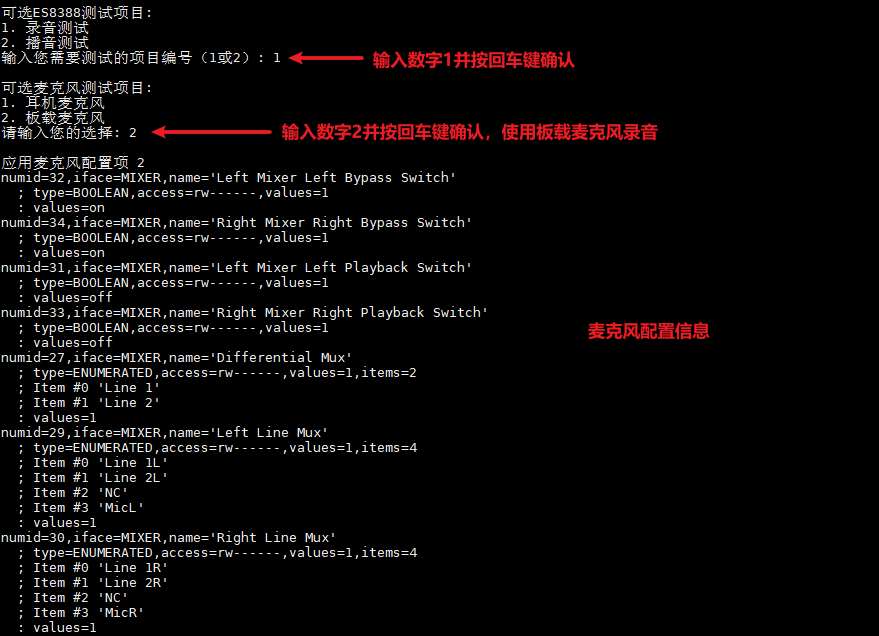 可选ES8388测试项目:
1. 录音测试
2. 播音测试
输入您需要测试的项目编号（1或2）: 1
输入数字1并按回车键确认
可选麦克风测试项目:
1. 耳机麦克风
2. 板载麦克风
请输入您的选择: 2
输入数字2并按回车键确认，使用板载麦克风录音
应用麦克风配置项 2
numid=32,iface=MIXER,name='Left Mixer Left Bypass Switch'
  ; type=BOOLEAN,access=rw------,values=1
  : values=on
numid=34,iface=MIXER,name='Right Mixer Right Bypass Switch'
  ; type=BOOLEAN,access=rw------,values=1
  : values=on
numid=31,iface=MIXER,name='Left Mixer Left Playback Switch'
  ; type=BOOLEAN,access=rw------,values=1
  : values=off
numid=33,iface=MIXER,name='Right Mixer Right Playback Switch'
  ; type=BOOLEAN,access=rw------,values=1
麦克风配置信息
  : values=off
numid=27,iface=MIXER,name='Differential Mux'
  ; type=ENUMERATED,access=rw------,values=1,items=2
  ; Item #0 'Line 1'
  ; Item #1 'Line 2'
  : values=1
numid=29,iface=MIXER,name='Left Line Mux'
  ; type=ENUMERATED,access=rw------,values=1,items=4
  ; Item #0 'Line 1L'
  ; Item #1 'Line 2L'
  ; Item #2 'NC'
  ; Item #3 'MicL'
  : values=1
numid=30,iface=MIXER,name='Right Line Mux'
  ; type=ENUMERATED,access=rw------,values=1,items=4
  ; Item #0 'Line 1R'
  ; Item #1 'Line 2R'
  ; Item #2 'NC'
  ; Item #3 'MicR'
  : values=1